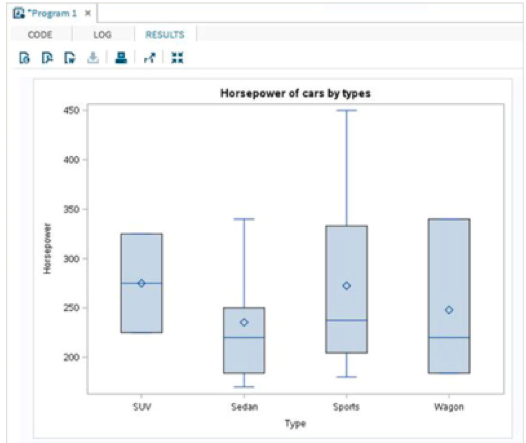 *Program 1 ×
CODE LOG RESULTS
Horsepower of cars by types
450
400
350
300
250
200
Horsepower
SUV Sedan Sports Wagon
Type